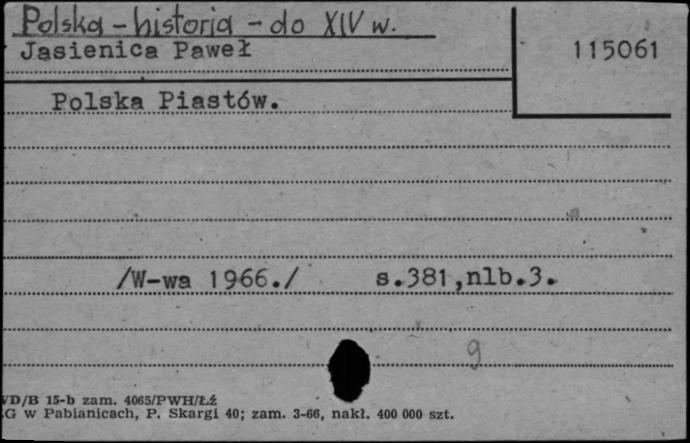 Polska - historia - do XIV w.
Jasienica Paweł
115061
Polska Piastów.
/W-wa 1966./ s.381,nlb.3.
9
VD/B 15-b zam. 4065/PWH/Łź
G w Pabianicach, P. Skargi 40; zam. 3-66, nakł. 400 000 szt.